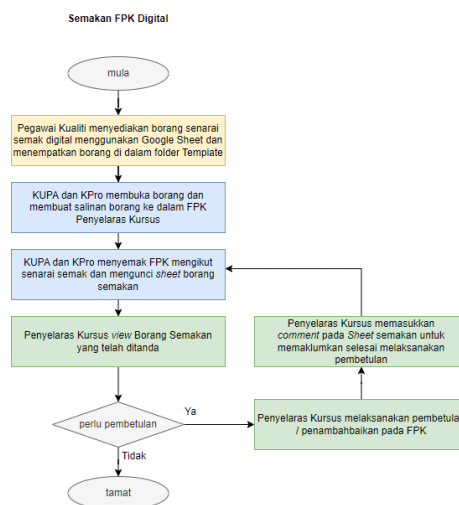 Semakan FPK Digital
mula
Pegawai Kualiti menyediakan borang senarai
semak digital menggunakan Google Sheet dan
menempatkan borang di dalam folder Template
KUPA dan KPro membuka borang dan
membuat salinan borang ke dalam FPK
Penyelaras Kursus
KUPA dan KPro menyemak FPK mengikut
senarai semak dan mengunci sheet borang
semakan
Penyelaras Kursus view Borang Semakan
yang telah ditanda
perlu pembetulan
Ya
Tidak
tamat
Penyelaras Kursus melaksanakan pembetula
/ penambahbaikan pada FPK
Penyelaras Kursus memasukkan
comment pada Sheet semakan untuk
memaklumkan selesai melaksanakan
pembetulan